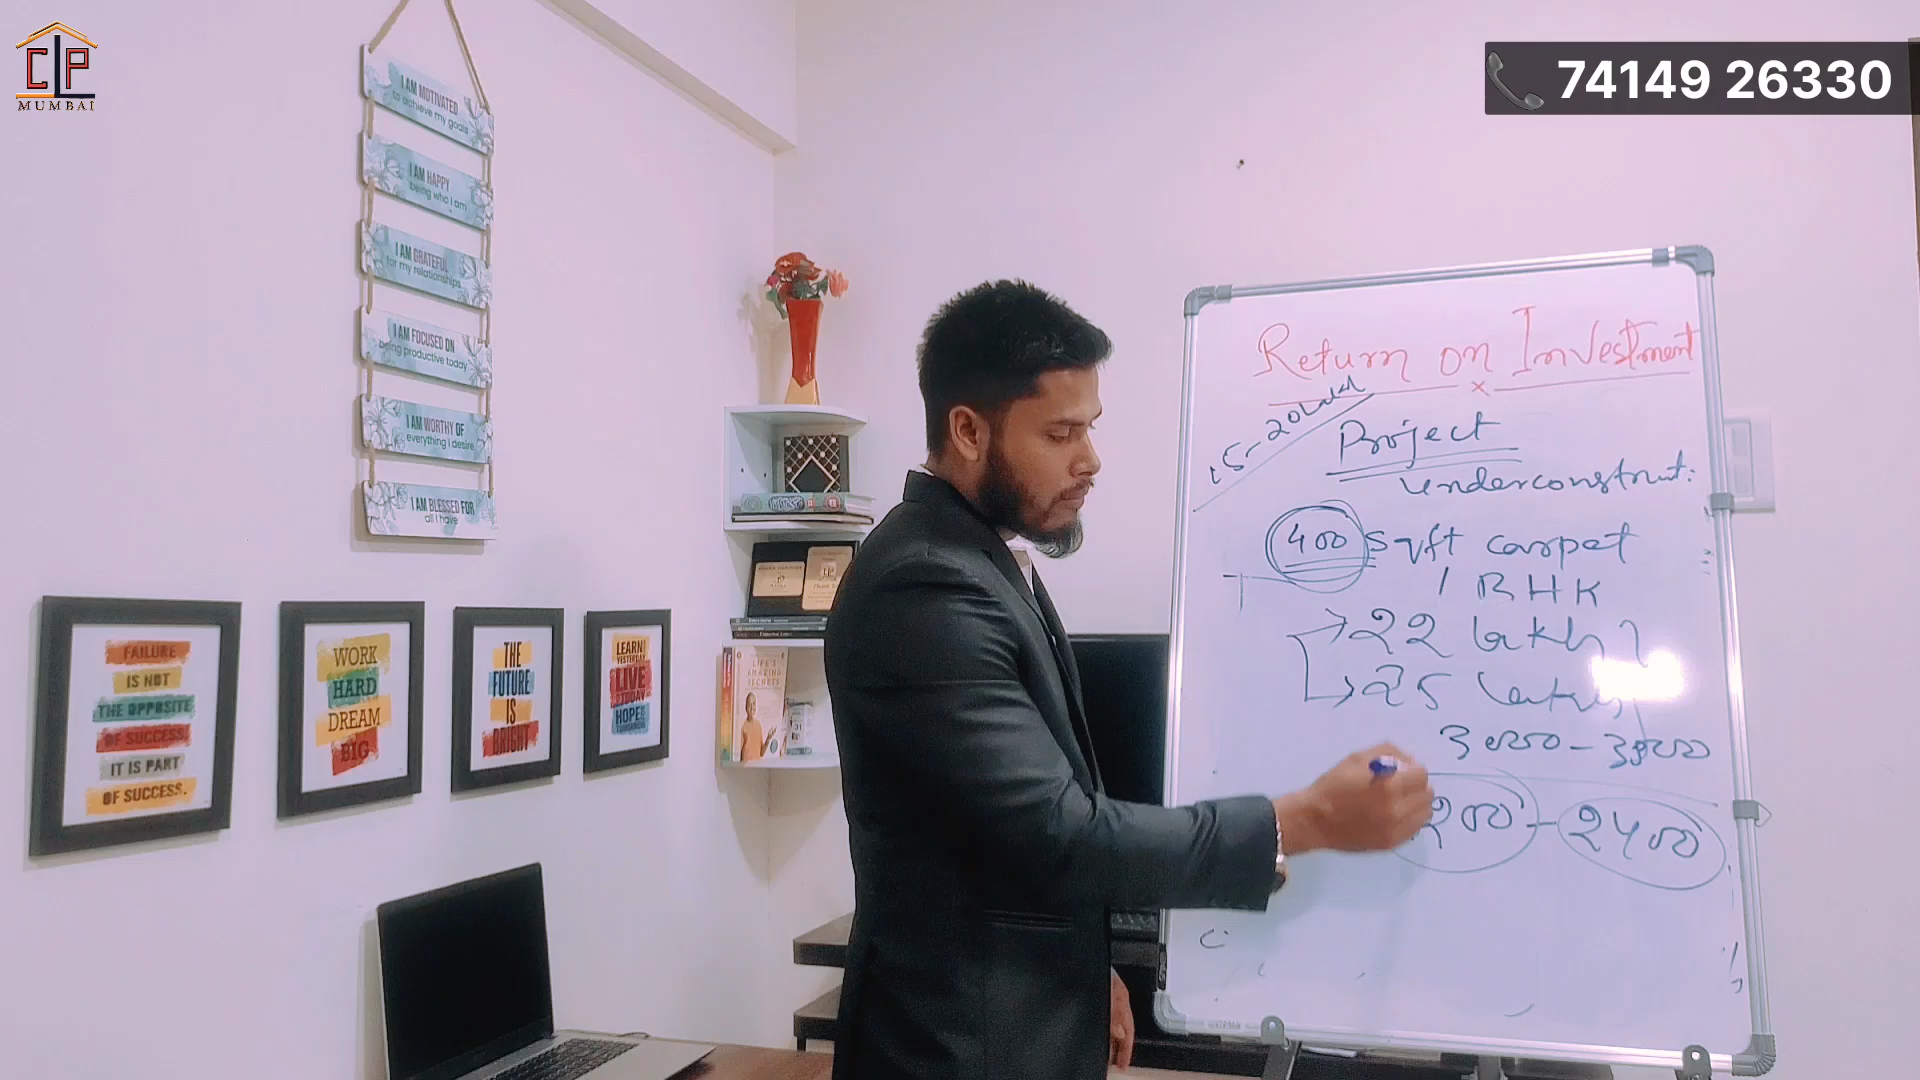 CLP
MUMBAI
74149 26330
I AM MOTIVATED
to achieve my goals
I AM HAPPY
being who I am
I AM GRATEFUL
for my relationships
I AM FOCUSED ON
being productive today
I AM WORTHY OF
everything I desire
I AM BLESSED FOR
all I have
FAILURE
IS NOT
THE OPPOSITE
OF SUCCESS:
IT IS PART
OF SUCCESS.
WORK
HARD
DREAM
BIG
THE
FUTURE
IS
BRIGHT
LEARN
YESTERDAY
LIVE
TODAY
HOPE
TOMORROW
LIFE'S
AMAZING
SECRETS
Return on Investment
15-20 Lakh
Project
underconstruct:
400 sqft carpet
1 BHK
22 lakh
25 lakh
200 - 2400